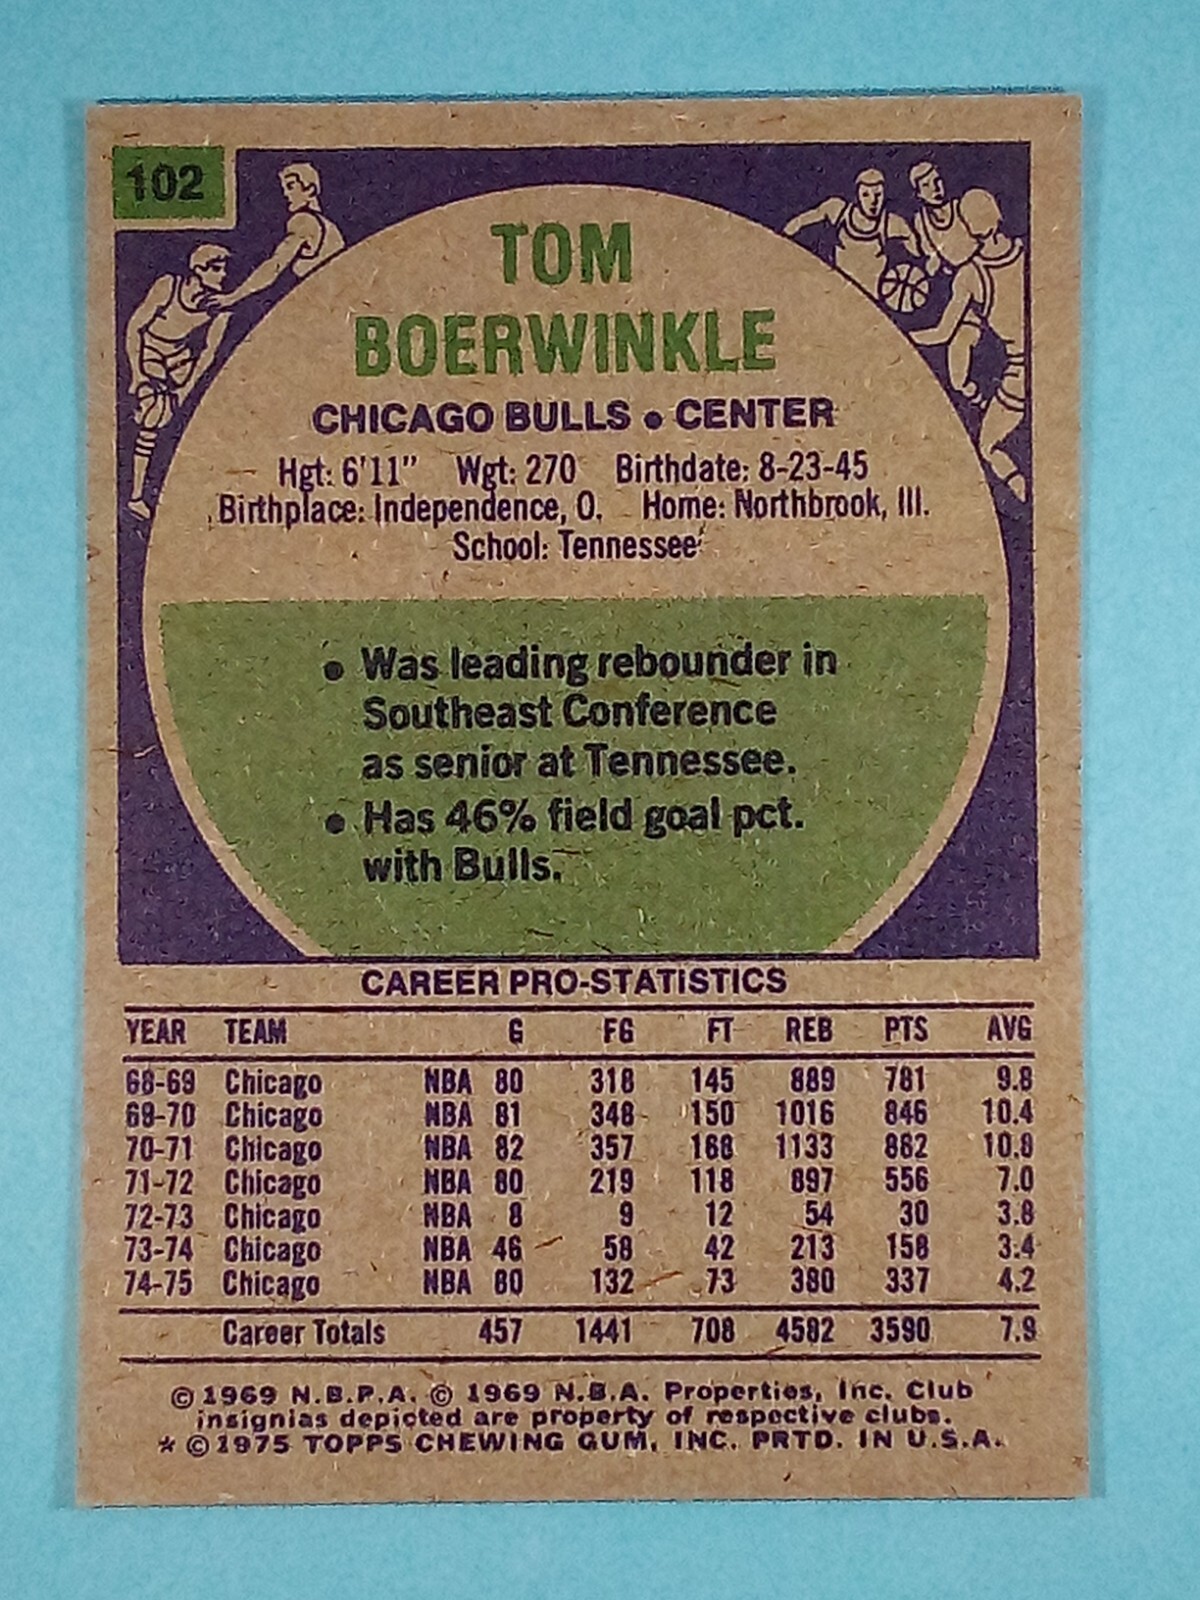 102
TOM
BOERWINKLE
CHICAGO BULLS • CENTER
Hgt: 6'11" Wgt: 270 Birthdate: 8-23-45
Birthplace: Independence, O. Home: Northbrook, Ill.
School: Tennessee
• Was leading rebounder in
Southeast Conference
as senior at Tennessee.
• Has 46% field goal pct.
with Bulls.
CAREER PRO-STATISTICS
YEAR TEAM G FG FT REB PTS AVG
68-69 Chicago NBA 80 318 145 889 781 9.8
69-70 Chicago NBA 81 348 150 1016 846 10.4
70-71 Chicago NBA 82 357 168 1133 882 10.8
71-72 Chicago NBA 80 219 118 897 556 7.0
72-73 Chicago NBA 8 9 12 54 30 3.8
73-74 Chicago NBA 46 58 42 213 158 3.4
74-75 Chicago NBA 80 132 73 380 337 4.2
Career Totals 457 1441 708 4582 3590 7.9
© 1969 N.B.P.A. © 1969 N.B.A. Properties, Inc. Club
insignias depicted are property of respective clubs.
* © 1975 TOPPS CHEWING GUM, INC. PRTD. IN U.S.A.